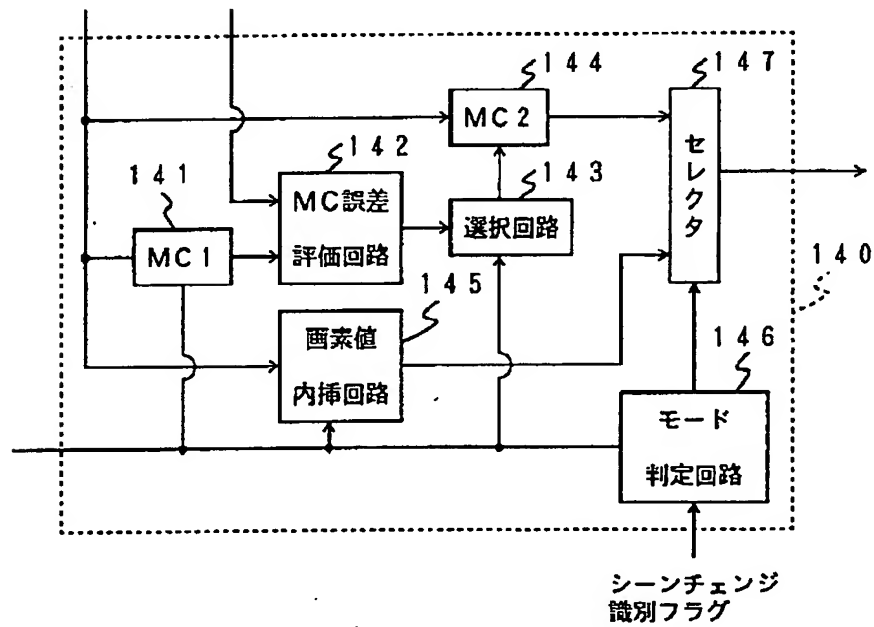 144
147
MC2
セレクタ
142
143
141
MC誤差
評価回路
選択回路
MC1
140
145
画素値
内挿回路
146
モード
判定回路
シーンチェンジ
識別フラグ